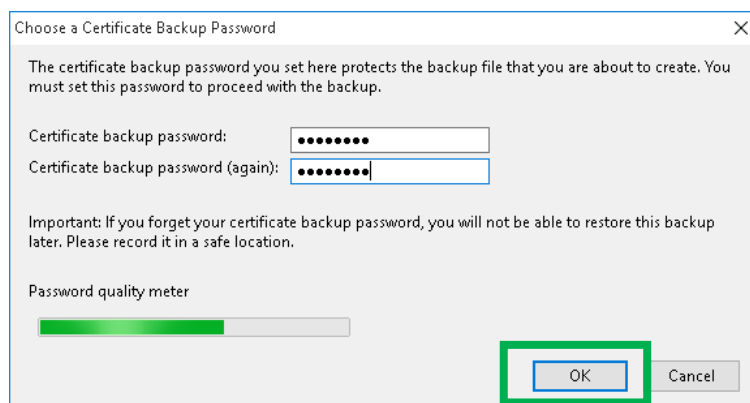 Choose a Certificate Backup Password
The certificate backup password you set here protects the backup file that you are about to create. You
must set this password to proceed with the backup.
Certificate backup password:
●●●●●●●●
Certificate backup password (again):
●●●●●●●●
Important: If you forget your certificate backup password, you will not be able to restore this backup
later. Please record it in a safe location.
Password quality meter
OK
Cancel